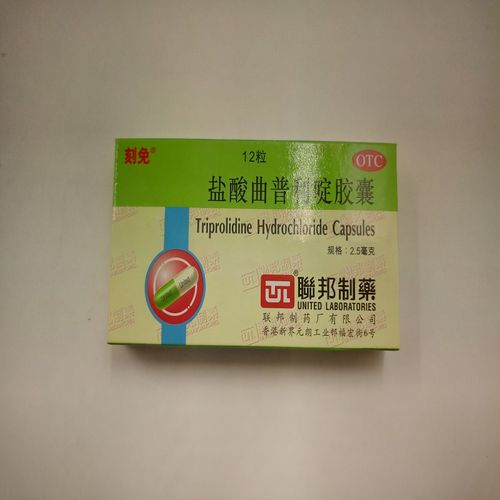 刻免®
12粒
OTC
盐酸曲普利啶胶囊
Triprolidine Hydrochloride Capsules
规格：2.5毫克
聯邦制藥
UNITED LABORATORIES
联邦制药厂有限公司
香港新界元朗工业邨福宏街6号